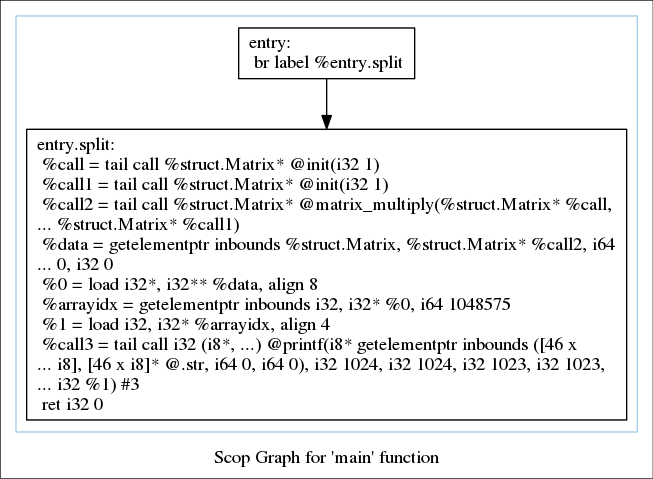 entry:
br label %entry.split
entry.split:
%call = tail call %struct.Matrix* @init(i32 1)
%call1 = tail call %struct.Matrix* @init(i32 1)
%call2 = tail call %struct.Matrix* @matrix_multiply(%struct.Matrix* %call,
... %struct.Matrix* %call1)
%data = getelementptr inbounds %struct.Matrix, %struct.Matrix* %call2, i64
... 0, i32 0
%0 = load i32*, i32** %data, align 8
%arrayidx = getelementptr inbounds i32, i32* %0, i64 1048575
%1 = load i32, i32* %arrayidx, align 4
%call3 = tail call i32 (i8*, ...) @printf(i8* getelementptr inbounds ([46 x
... i8], [46 x i8]* @.str, i64 0, i64 0), i32 1024, i32 1024, i32 1023, i32 1023,
... i32 %1) #3
ret i32 0
Scop Graph for 'main' function